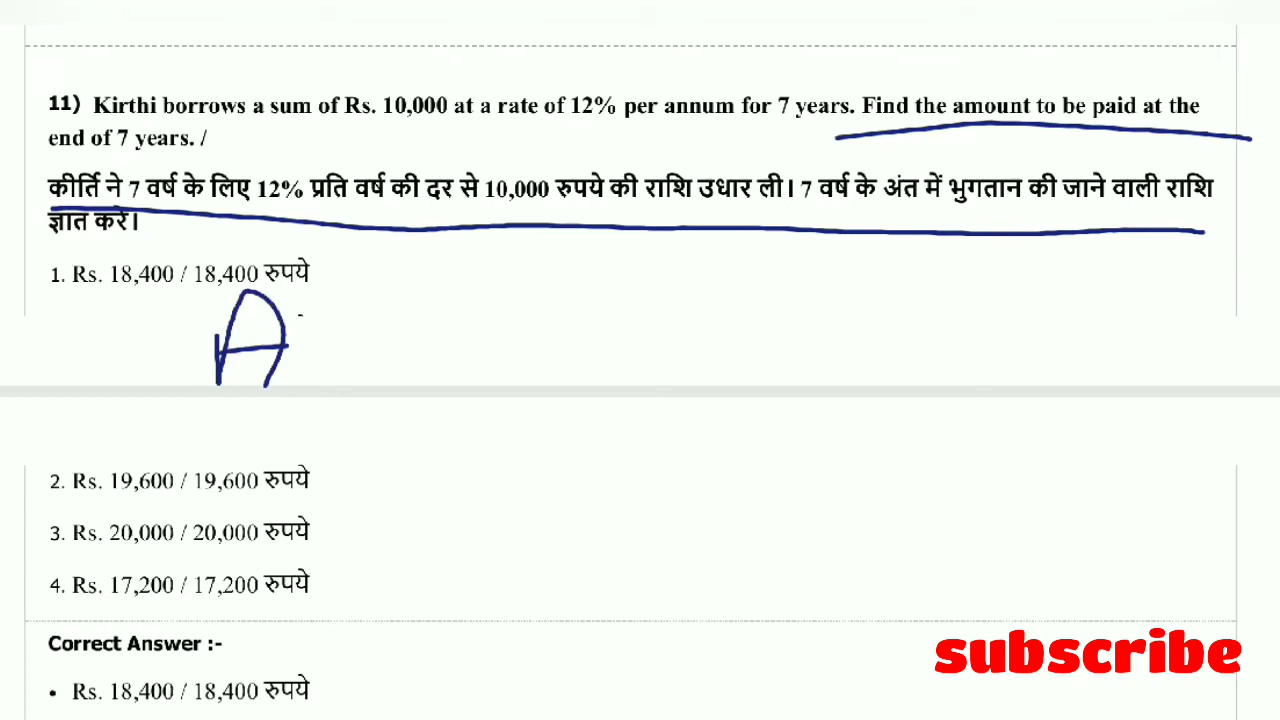 11) Kirthi borrows a sum of Rs. 10,000 at a rate of 12% per annum for 7 years. Find the amount to be paid at the
end of 7 years. /
कीर्ति ने 7 वर्ष के लिए 12% प्रति वर्ष की दर से 10,000 रुपये की राशि उधार ली। 7 वर्ष के अंत में भुगतान की जाने वाली राशि
ज्ञात करें।
1. Rs. 18,400 / 18,400 रुपये
A
2. Rs. 19,600 / 19,600 रुपये
3. Rs. 20,000 / 20,000 रुपये
4. Rs. 17,200 / 17,200 रुपये
Correct Answer :-
subscribe
• Rs. 18,400 / 18,400 रुपये